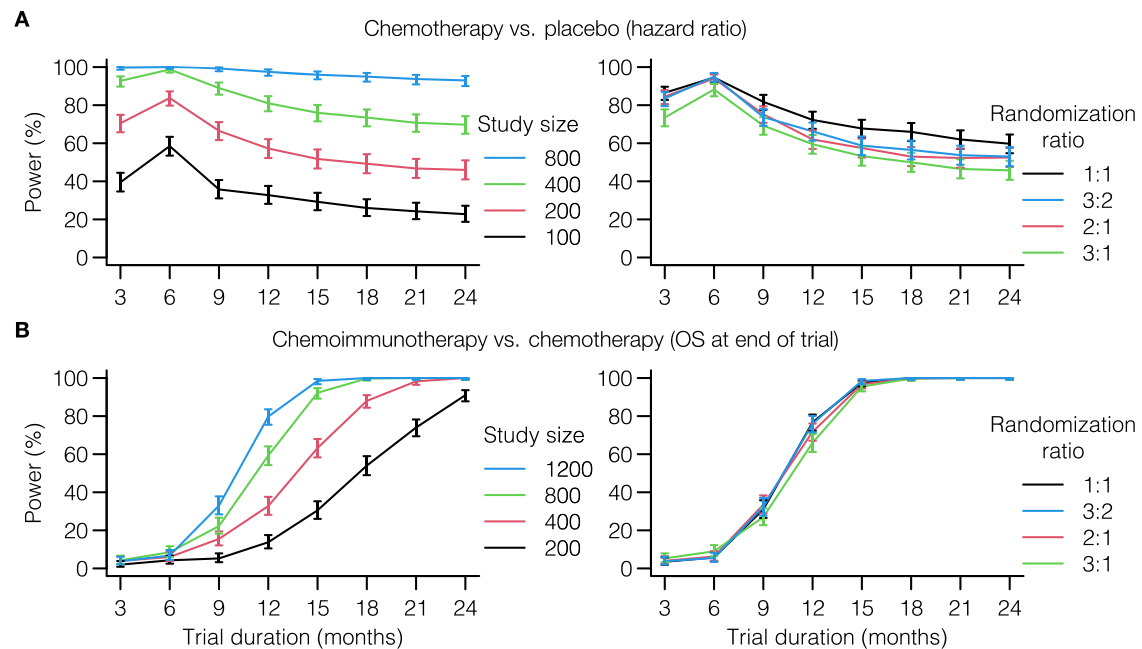 A
Chemotherapy vs. placebo (hazard ratio)
Power (%)
100
80
60
40
20
0
3 6 9 12 15 18 21 24
Study size
800
400
200
100
100
80
60
40
20
0
3 6 9 12 15 18 21 24
Randomization
ratio
1:1
3:2
2:1
3:1
B
Chemoimmunotherapy vs. chemotherapy (OS at end of trial)
Power (%)
100
80
60
40
20
0
3 6 9 12 15 18 21 24
Trial duration (months)
Study size
1200
800
400
200
100
80
60
40
20
0
3 6 9 12 15 18 21 24
Trial duration (months)
Randomization
ratio
1:1
3:2
2:1
3:1